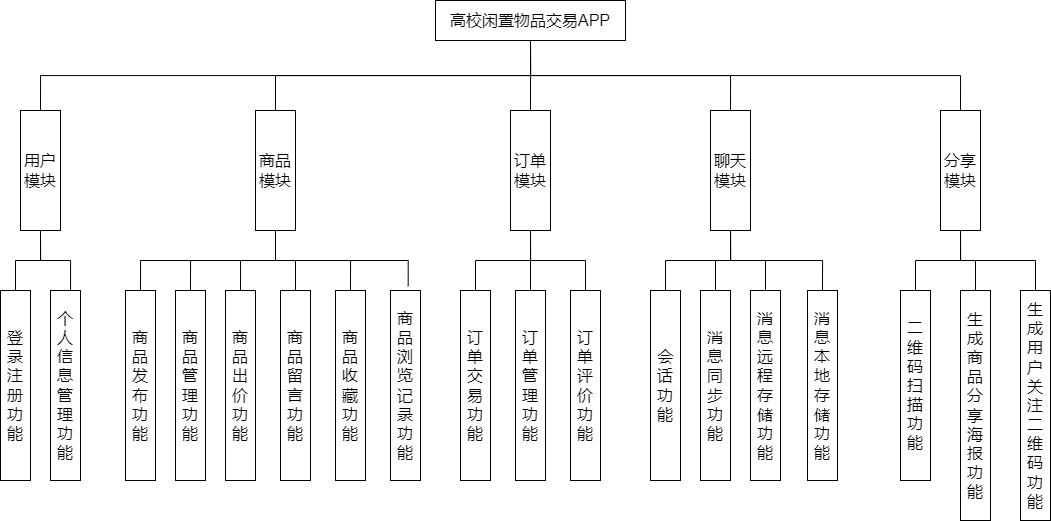 高校闲置物品交易APP
用户
模块
商品
模块
订单
模块
聊天
模块
分享
模块
登录注册功能
个人信息管理功能
商品发布功能
商品管理功能
商品出价功能
商品留言功能
商品收藏功能
商品浏览记录功能
订单交易功能
订单管理功能
订单评价功能
会话功能
消息同步功能
消息远程存储功能
消息本地存储功能
二维码扫描功能
生成商品分享海报功能
生成用户关注二维码功能